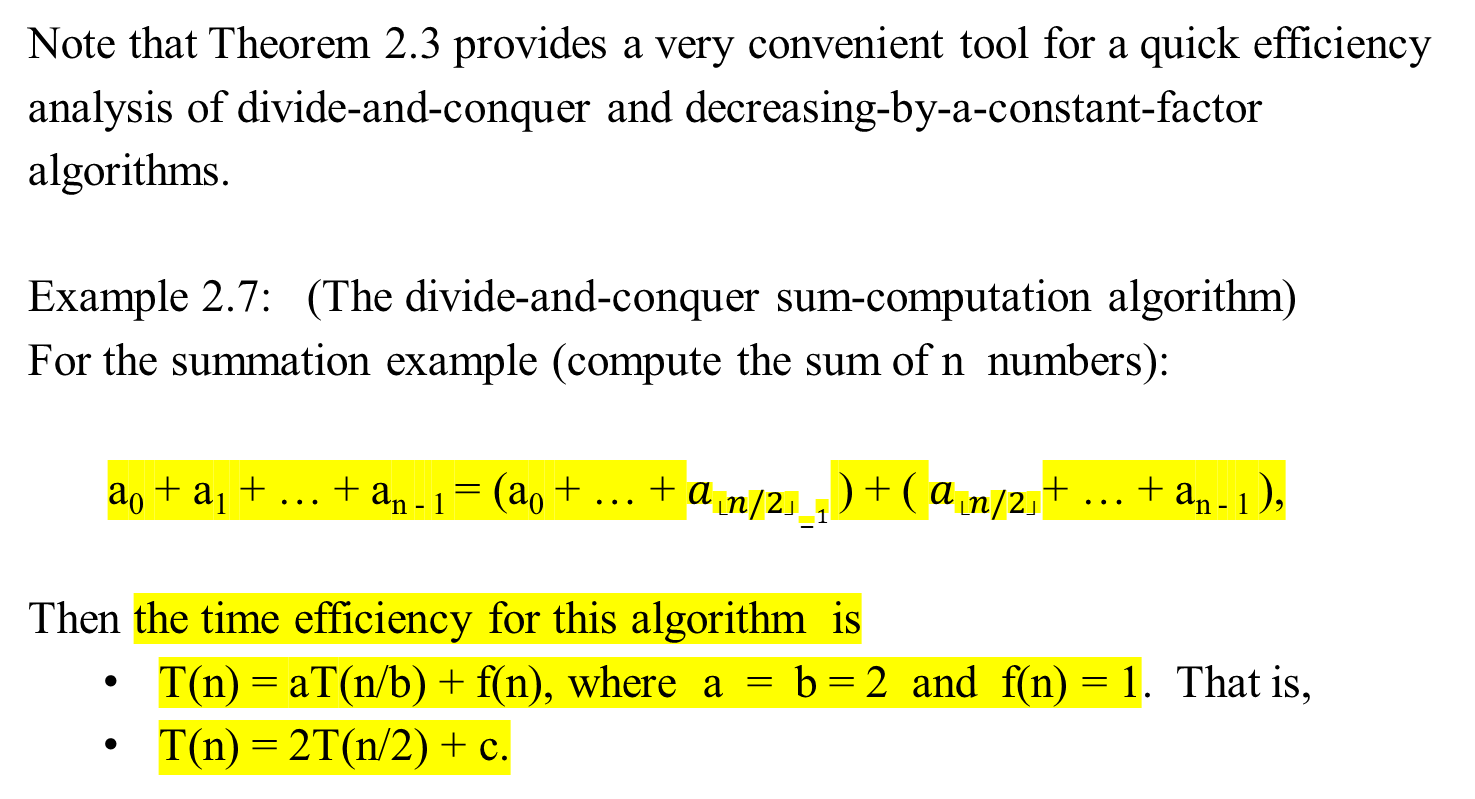 Note that Theorem 2.3 provides a very convenient tool for a quick efficiency
analysis of divide-and-conquer and decreasing-by-a-constant-factor
algorithms.
Example 2.7: (The divide-and-conquer sum-computation algorithm)
For the summation example (compute the sum of n numbers):
a₀ + a₁ + … + aₙ₋₁ = (a₀ + … + a⌊n/2⌋₋₁ ) + ( a⌊n/2⌋ + … + aₙ₋₁ ),
Then the time efficiency for this algorithm is
• T(n) = aT(n/b) + f(n), where a = b = 2 and f(n) = 1. That is,
• T(n) = 2T(n/2) + c.